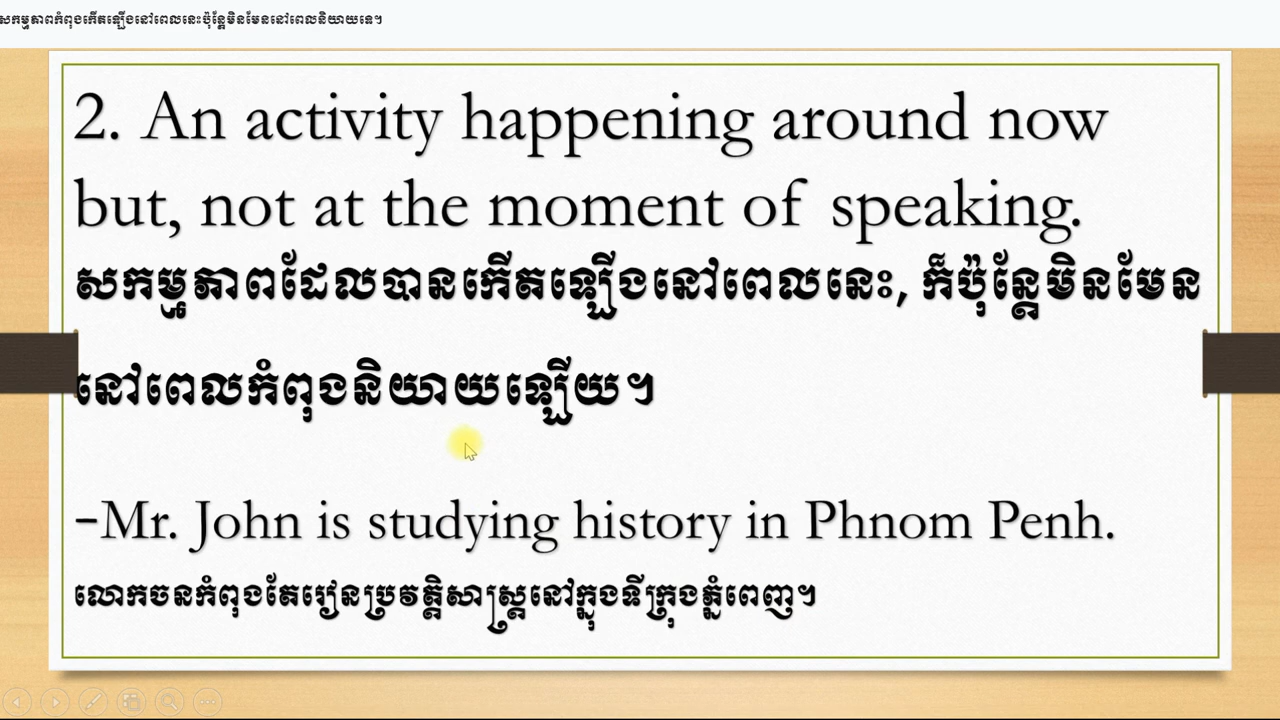 សកម្មភាពកំពុងកើតឡើងនៅពេលនេះប៉ុន្តែមិនមែននៅពេលនិយាយទេ។
2. An activity happening around now
but, not at the moment of speaking.
សកម្មភាពដែលបានកើតឡើងនៅពេលនេះ, ក៏ប៉ុន្តែមិនមែន
នៅពេលកំពុងនិយាយឡើយ។
-Mr. John is studying history in Phnom Penh.
លោកចនកំពុងតែរៀនប្រវត្តិសាស្ត្រនៅក្នុងទីក្រុងភ្នំពេញ។